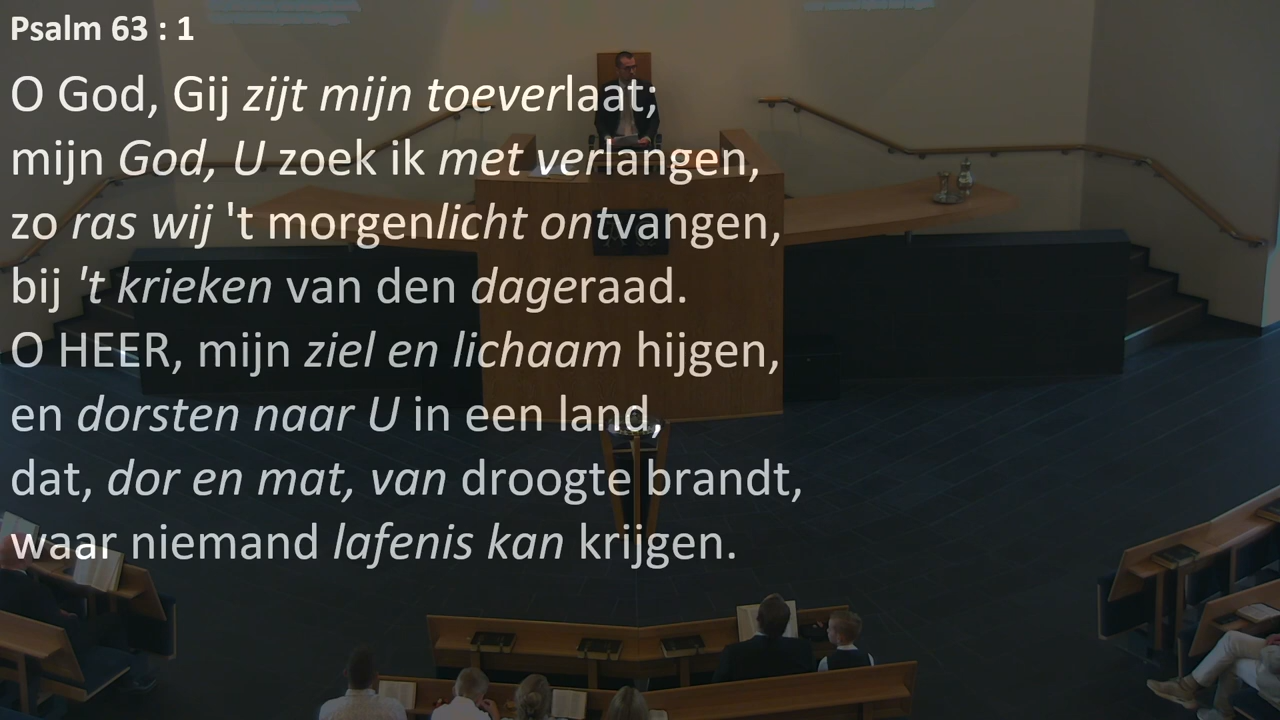 Psalm 63 : 1
O God, Gij zijt mijn toeverlaat;
mijn God, U zoek ik met verlangen,
zo ras wij 't morgenlicht ontvangen,
bij 't krieken van den dageraad.
O HEER, mijn ziel en lichaam hijgen,
en dorsten naar U in een land,
dat, dor en mat, van droogte brandt,
waar niemand lafenis kan krijgen.